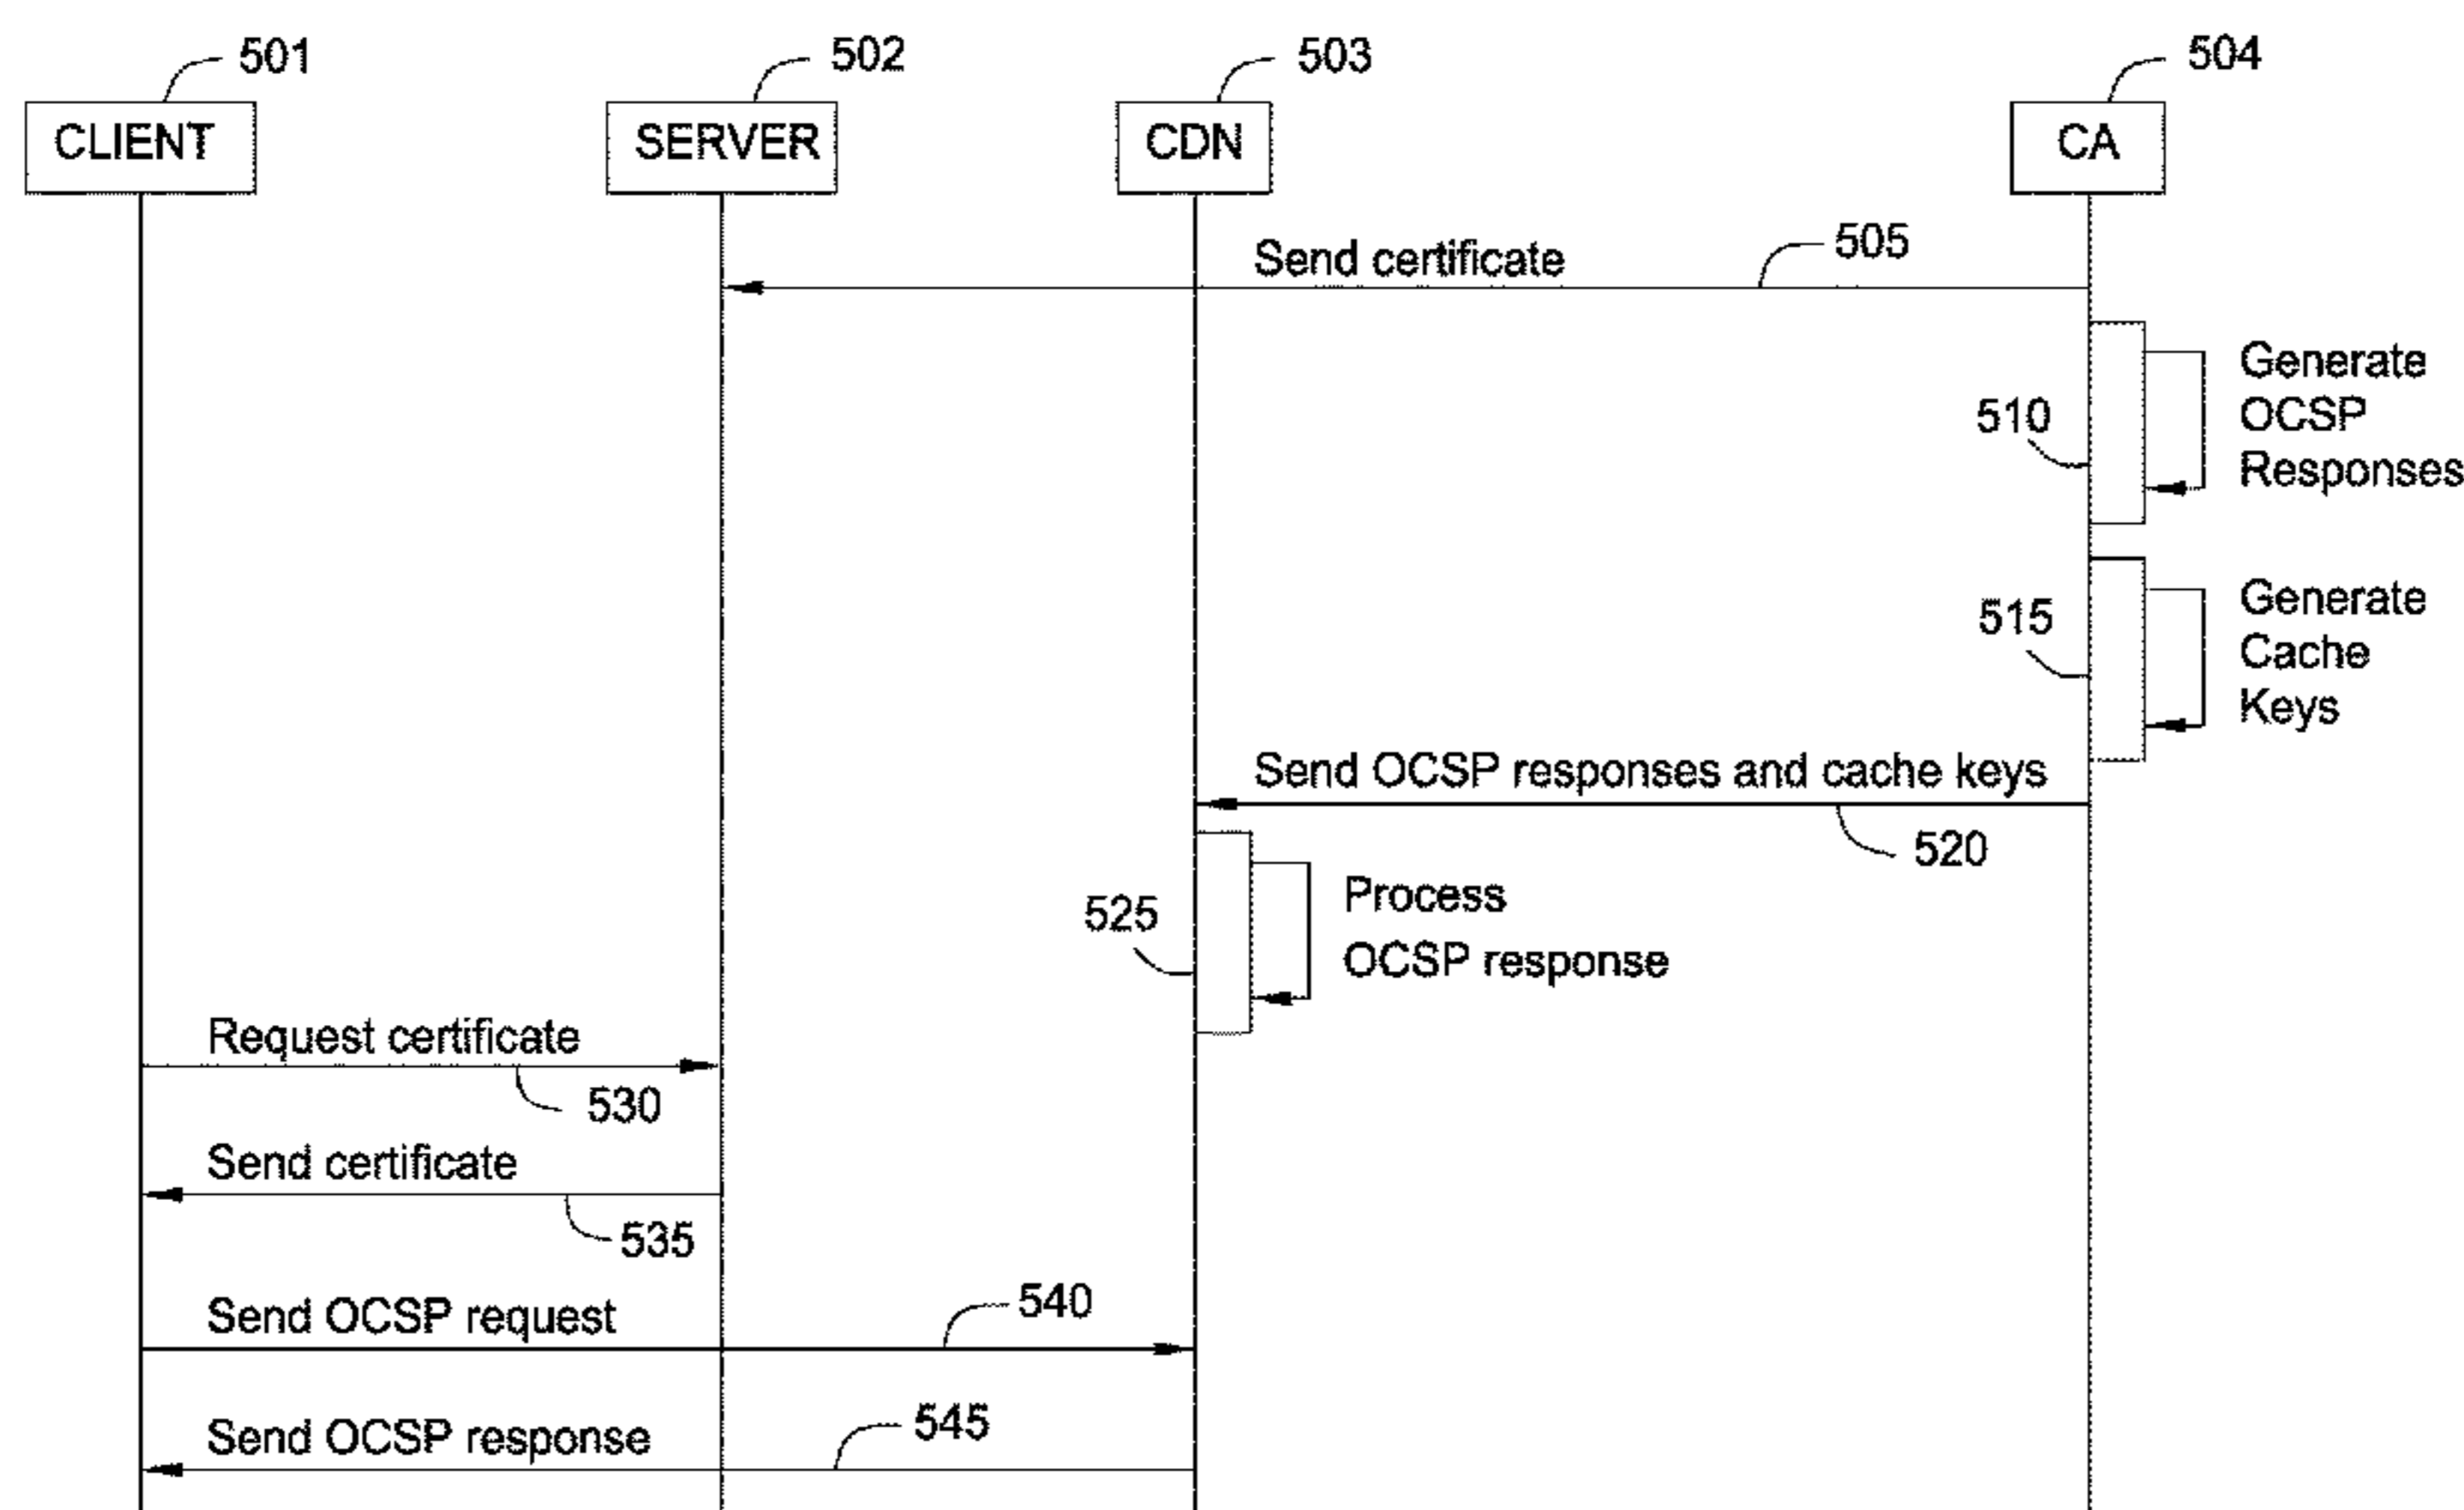 501
502
503
504
CLIENT
SERVER
CDN
CA
Send certificate
505
Generate
OCSP
Responses
510
Generate
Cache
Keys
515
Send OCSP responses and cache keys
520
Process
OCSP response
525
Request certificate
530
Send certificate
535
Send OCSP request
540
Send OCSP response
545